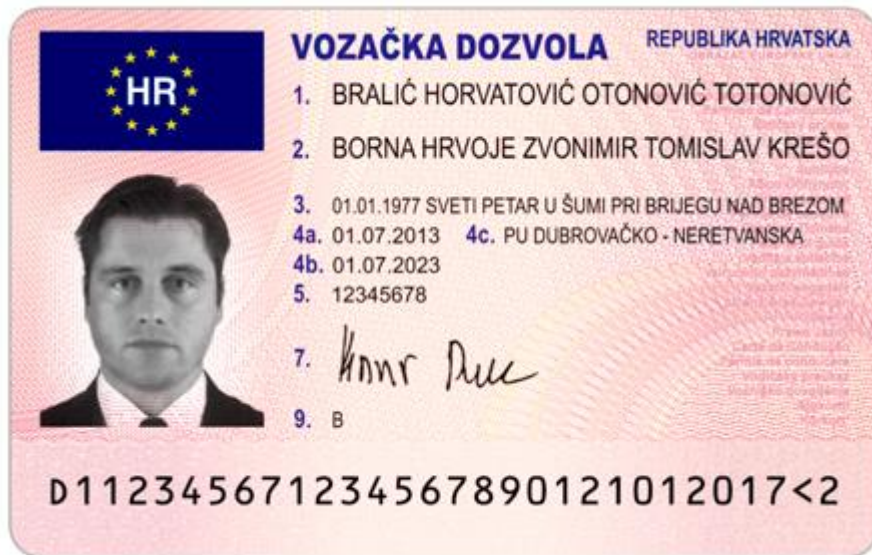 HR
VOZAČKA DOZVOLA REPUBLIKA HRVATSKA
1. BRALIĆ HORVATOVIĆ OTONOVIĆ TOTONOVIĆ
2. BORNA HRVOJE ZVONIMIR TOMISLAV KREŠO
3. 01.01.1977 SVETI PETAR U ŠUMI PRI BRIJEGU NAD BREZOM
4a. 01.07.2013 4c. PU DUBROVAČKO - NERETVANSKA
4b. 01.07.2023
5. 12345678
7.
9. B
D11234567123456789012101​2017<2